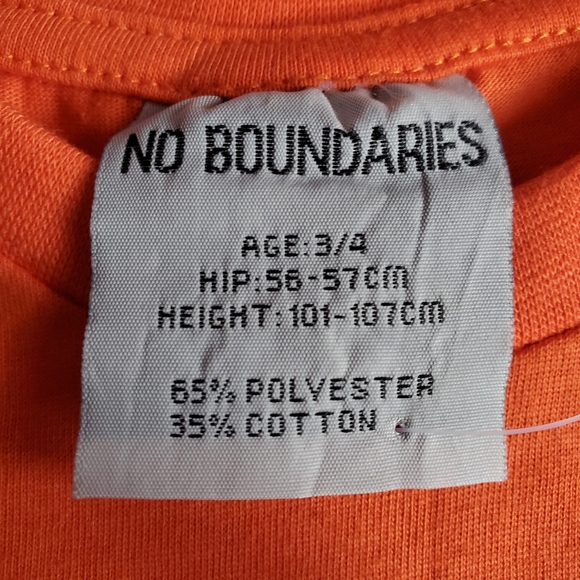 NO BOUNDARIES
AGE:3/4
HIP:56-57CM
HEIGHT:101-107CM
65% POLYESTER
35% COTTON